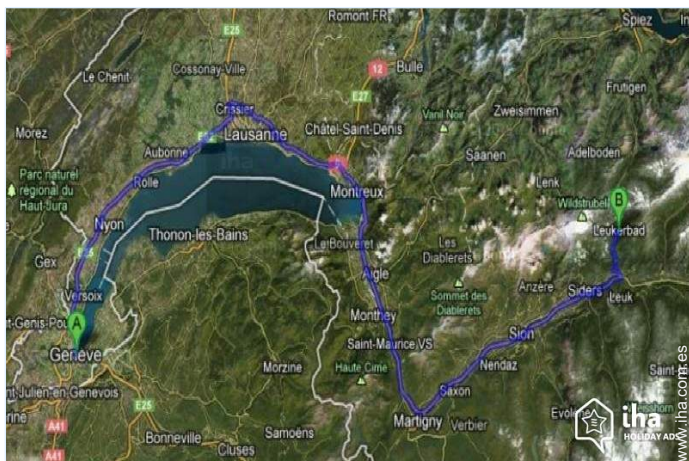 Romont FR
Spiez
E25
Le Chenit
Cossonay-Ville
12
Bulle
Frutigen
E27
Vanil Noir
Zweisimmen
Crissier
Lausanne
Châtel-Saint-Denis
Morez
Aubonne
Saanen
Adelboden
Parc naturel
régional du
Haut-Jura
Rolle
iha
Lenk
Montreux
Wildstrubel
B
Nyon
Leukerbad
Thonon-les-Bains
Le Bouveret
Les
Diablerets
Gex
Aigle
Anzère
Siders
Versoix
Sommet des
Diablerets
Leuk
Monthey
A
Sion
Saint-Maurice VS
Genève
Morzine
Haute Cime
Nendaz
Saxon
E25
Martigny
Verbier
A41
Samoëns
Bonneville
Cluses
A41
iha
HOLIDAY ADS
www.iha.com.es